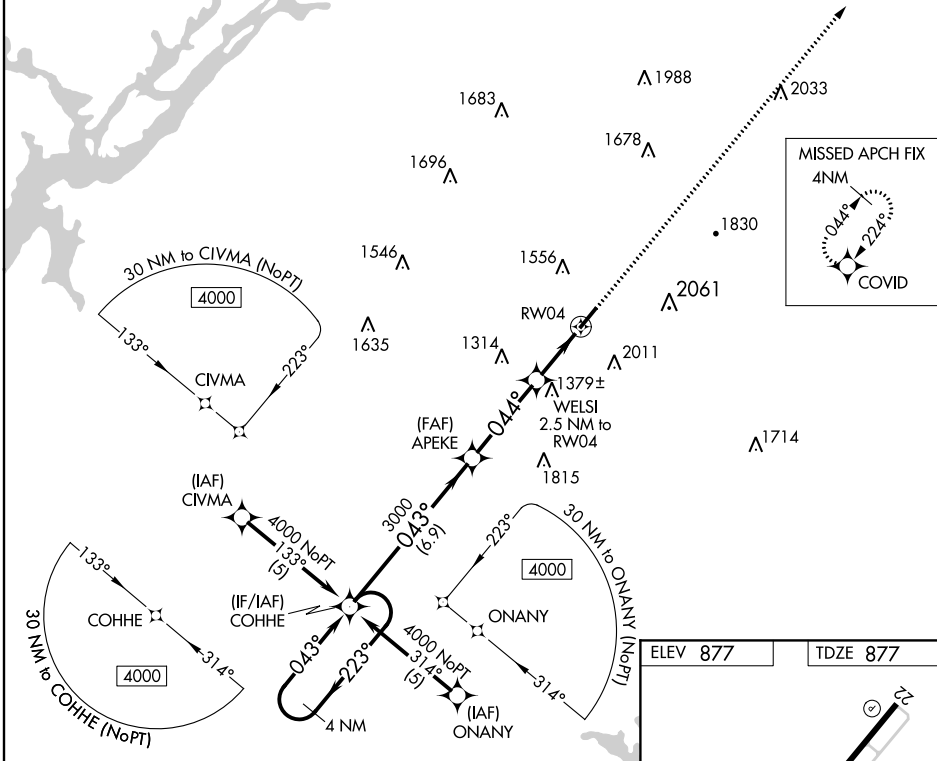 1988
2033
1683
1678
1696
MISSED APCH FIX
4NM
044°
224°
COVID
1830
30 NM to CIVMA (NoPT)
4000
1546
1556
2061
133°
223°
RW04
1635
1314
2011
CIVMA
1379±
WELSI
2.5 NM to
RW04
044°
(FAF)
APEKE
1714
1815
(IAF)
CIVMA
4000 NoPT
133°
(5)
3000
043°
(6.9)
30 NM to ONANY (NoPT)
223°
4000
ONANY
314°
133°
COHHE
314°
4000
30 NM to COHHE (NoPT)
(IF/IAF)
COHHE
043°
223°
4 NM
4000 NoPT
314°
(5)
(IAF)
ONANY
ELEV 877
TDZE 877
22
P